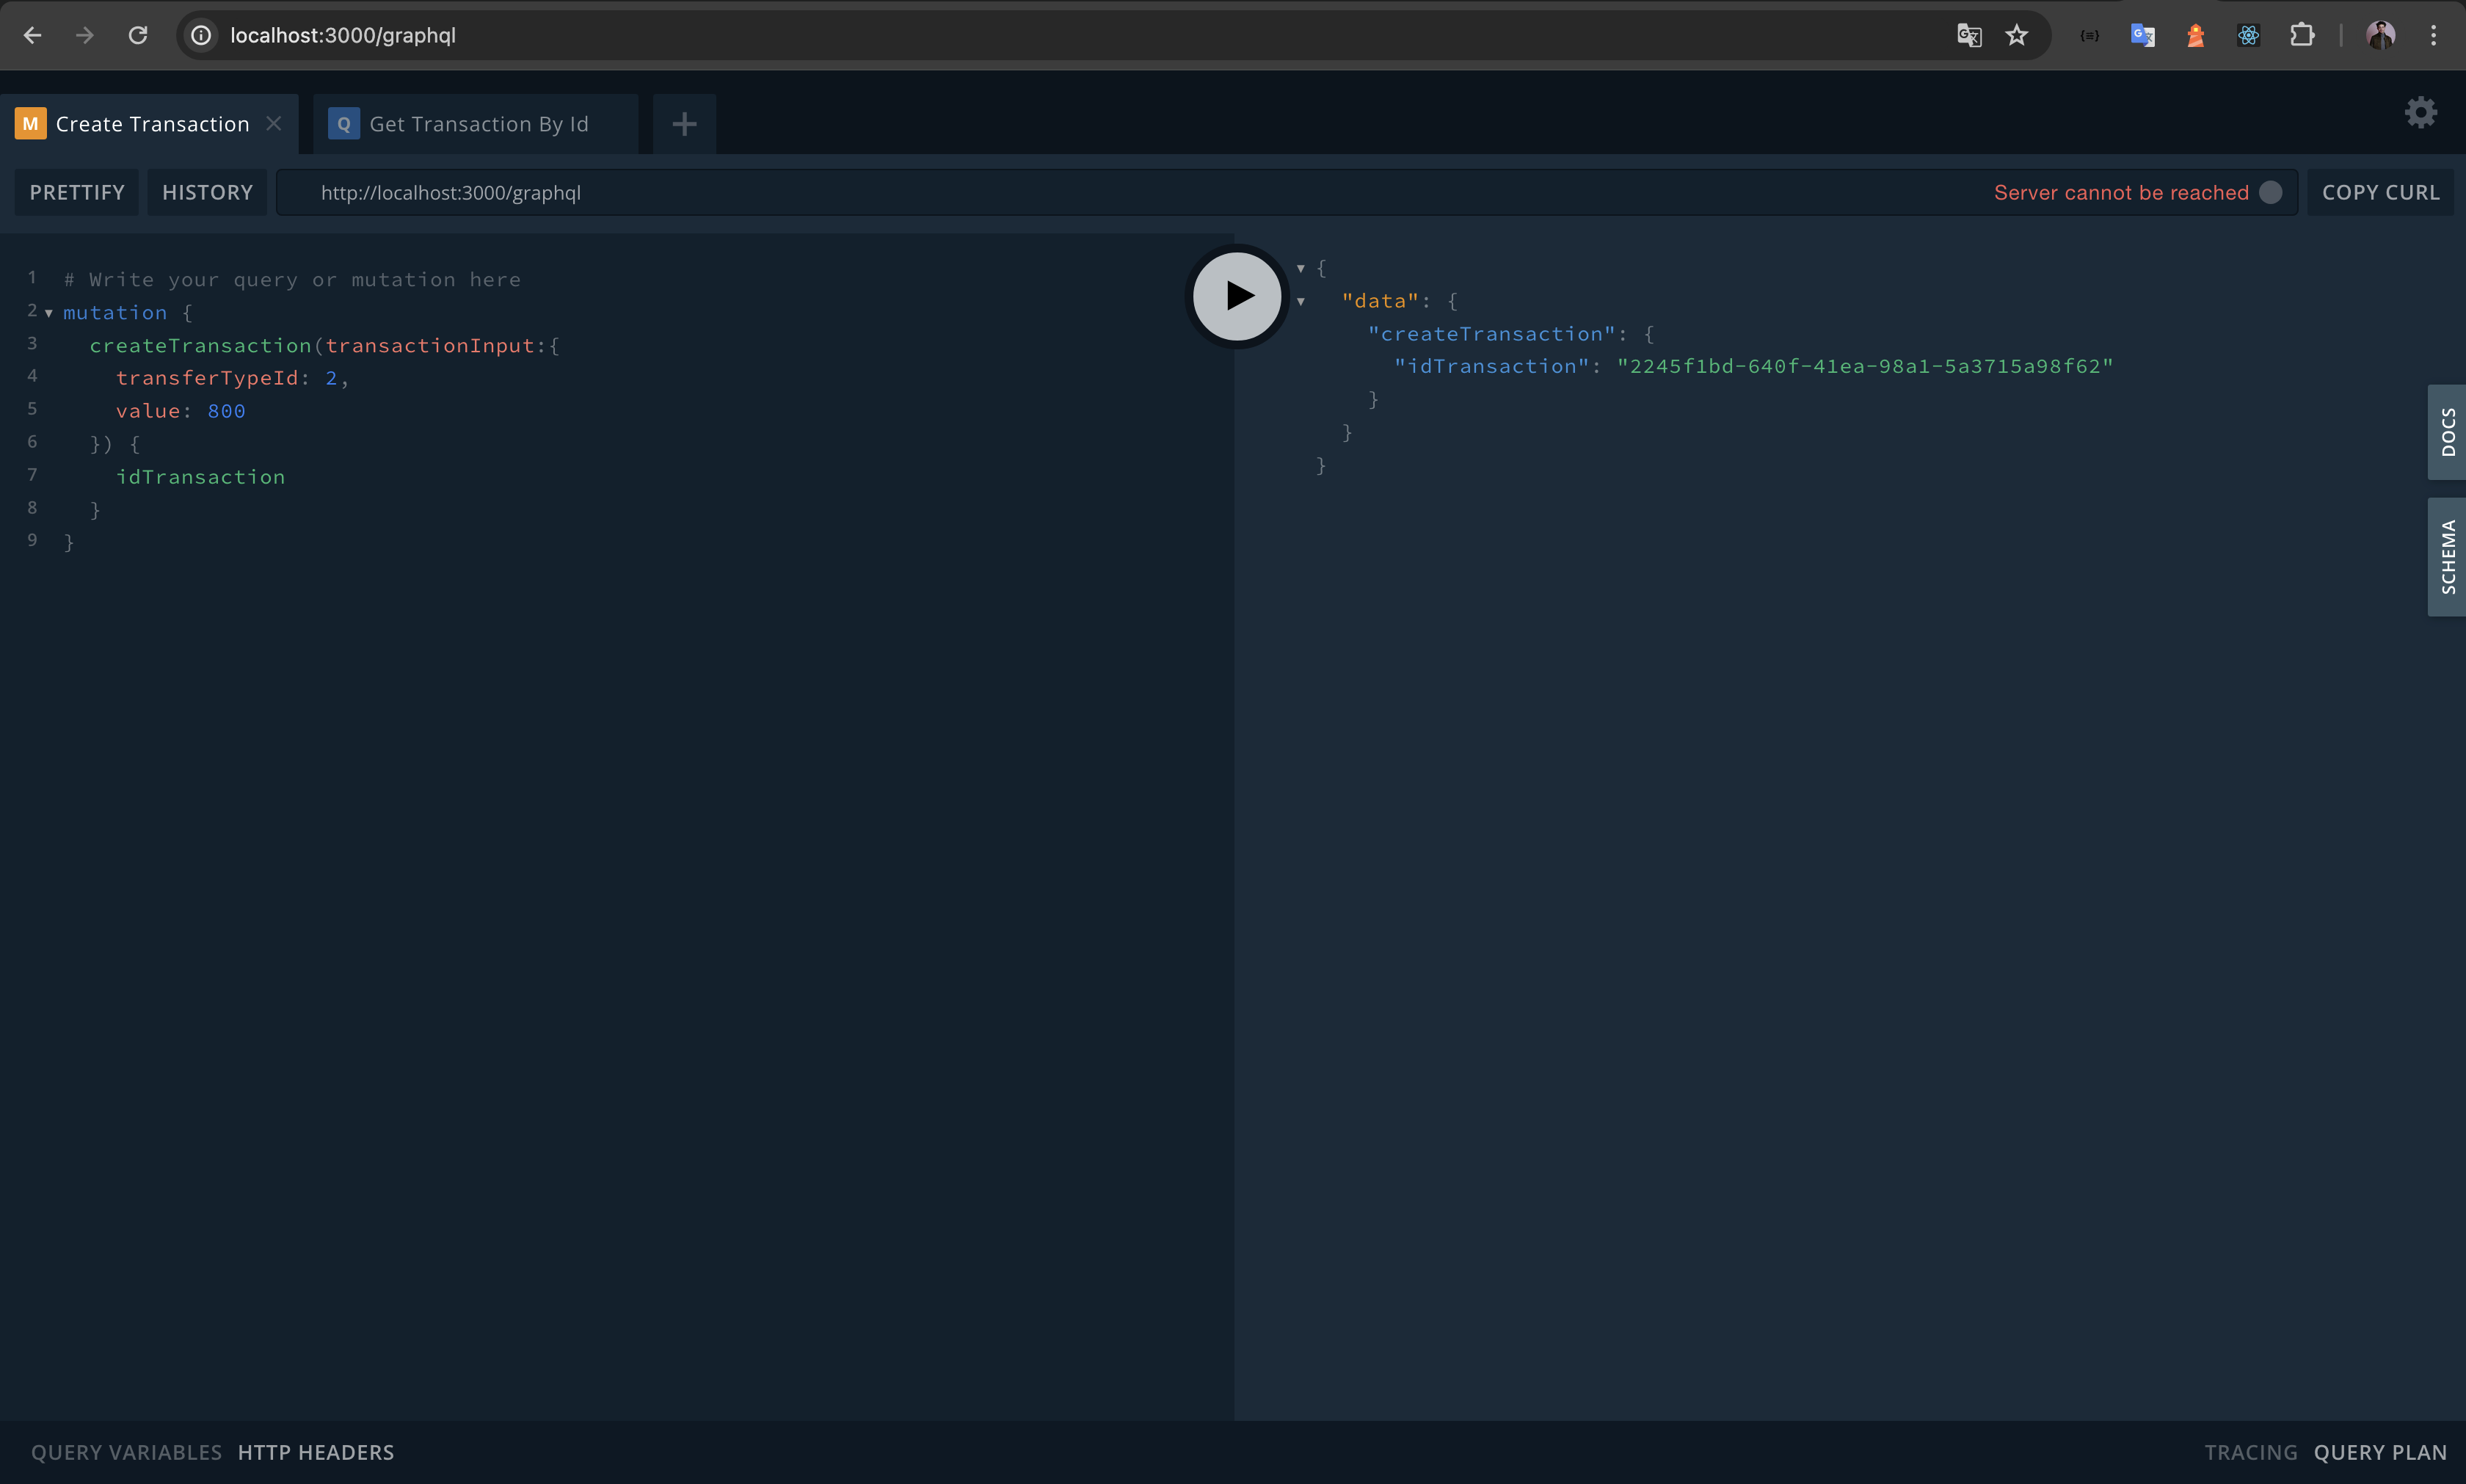 localhost:3000/graphql
M Create Transaction
Q Get Transaction By Id
PRETTIFY HISTORY http://localhost:3000/graphql Server cannot be reached COPY CURL
1 # Write your query or mutation here
2 mutation {
3 createTransaction(transactionInput:{
4 transferTypeId: 2,
5 value: 800
6 }) {
7 idTransaction
8 }
9 }
{
"data": {
"createTransaction": {
"idTransaction": "2245f1bd-640f-41ea-98a1-5a3715a98f62"
}
}
}
DOCS
SCHEMA
QUERY VARIABLES HTTP HEADERS
TRACING QUERY PLAN